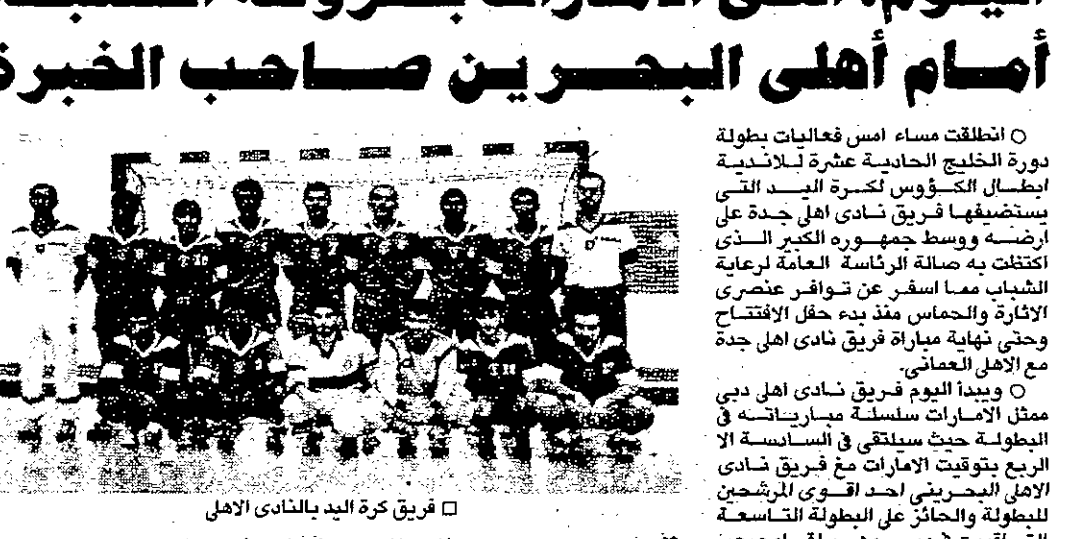 أمام أهلى البحرين صاحب الخبرة
○ انطلقت مساء امس فعاليات بطولة
دورة الخليج الحادية عشرة للاندية
ابطال الكؤوس لكرة اليد التى
يستضيفها فريق نادى اهلى جدة على
ارضه ووسط جمهوره الكبير الذى
اكتظت به صالة الرئاسة العامة لرعاية
الشباب مما اسفر عن توافر عنصرى
الاثارة والحماس منذ بدء حفل الافتتاح
وحتى نهاية مباراة فريق نادى اهلى جدة
مع الاهلى العمانى.
○ ويبدأ اليوم فريق نادى اهلى دبى
ممثل الامارات سلسلة مبارياته فى
البطولة حيث سيلتقى فى السادسة الا
الربع بتوقيت الامارات مع فريق نادى
الاهلى البحرينى احد اقوى المرشحين
للبطولة والحائز على البطولة التاسعة
□ فريق كرة اليد بالنادى الاهلى